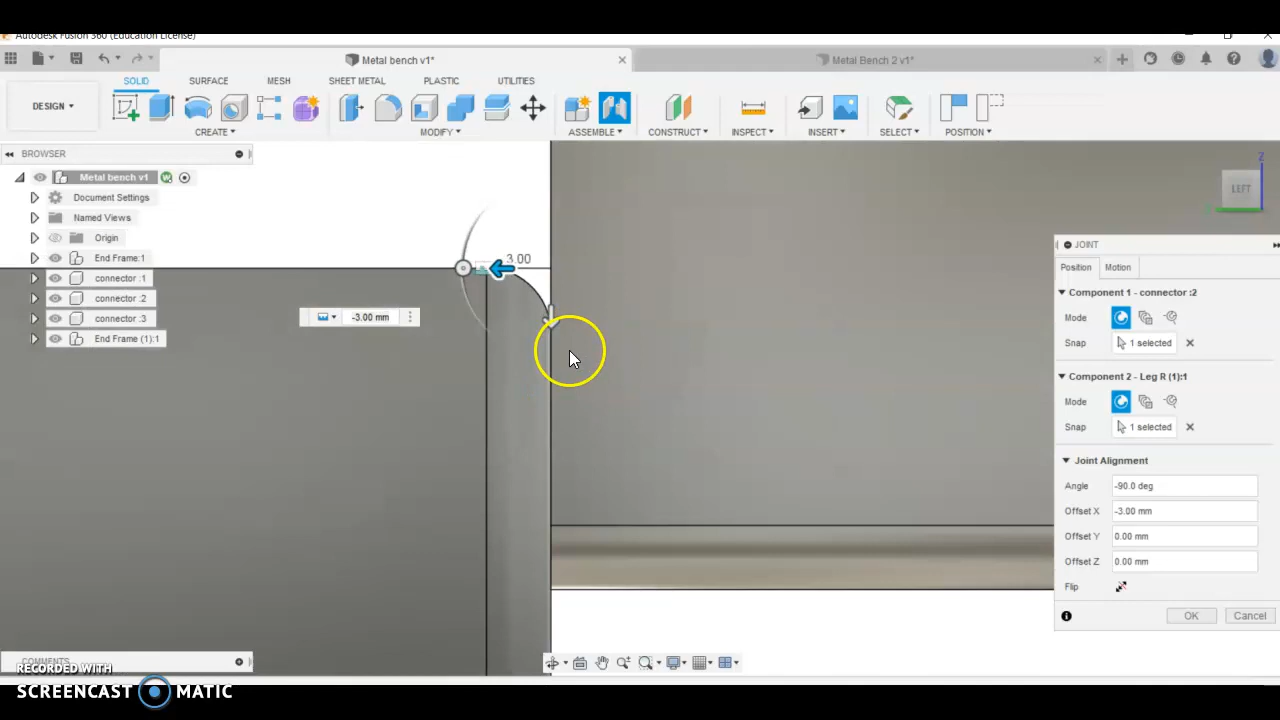 Autodesk Fusion 360 (Education License)
Metal bench v1*
Metal Bench 2 v1*
SOLID SURFACE MESH SHEET METAL PLASTIC UTILITIES
DESIGN
CREATE MODIFY ASSEMBLE CONSTRUCT INSPECT INSERT SELECT POSITION
BROWSER
Metal bench v1
Document Settings
Named Views
Origin
End Frame:1
connector :1
connector :2
connector :3
End Frame (1):1
3.00
-3.00 mm
Z
LEFT
JOINT
Position Motion
Component 1 - connector :2
Mode
Snap 1 selected
Component 2 - Leg R (1):1
Mode
Snap 1 selected
Joint Alignment
Angle -90.0 deg
Offset X -3.00 mm
Offset Y 0.00 mm
Offset Z 0.00 mm
Flip
OK Cancel
COMMENTS
RECORDED WITH
SCREENCAST MATIC